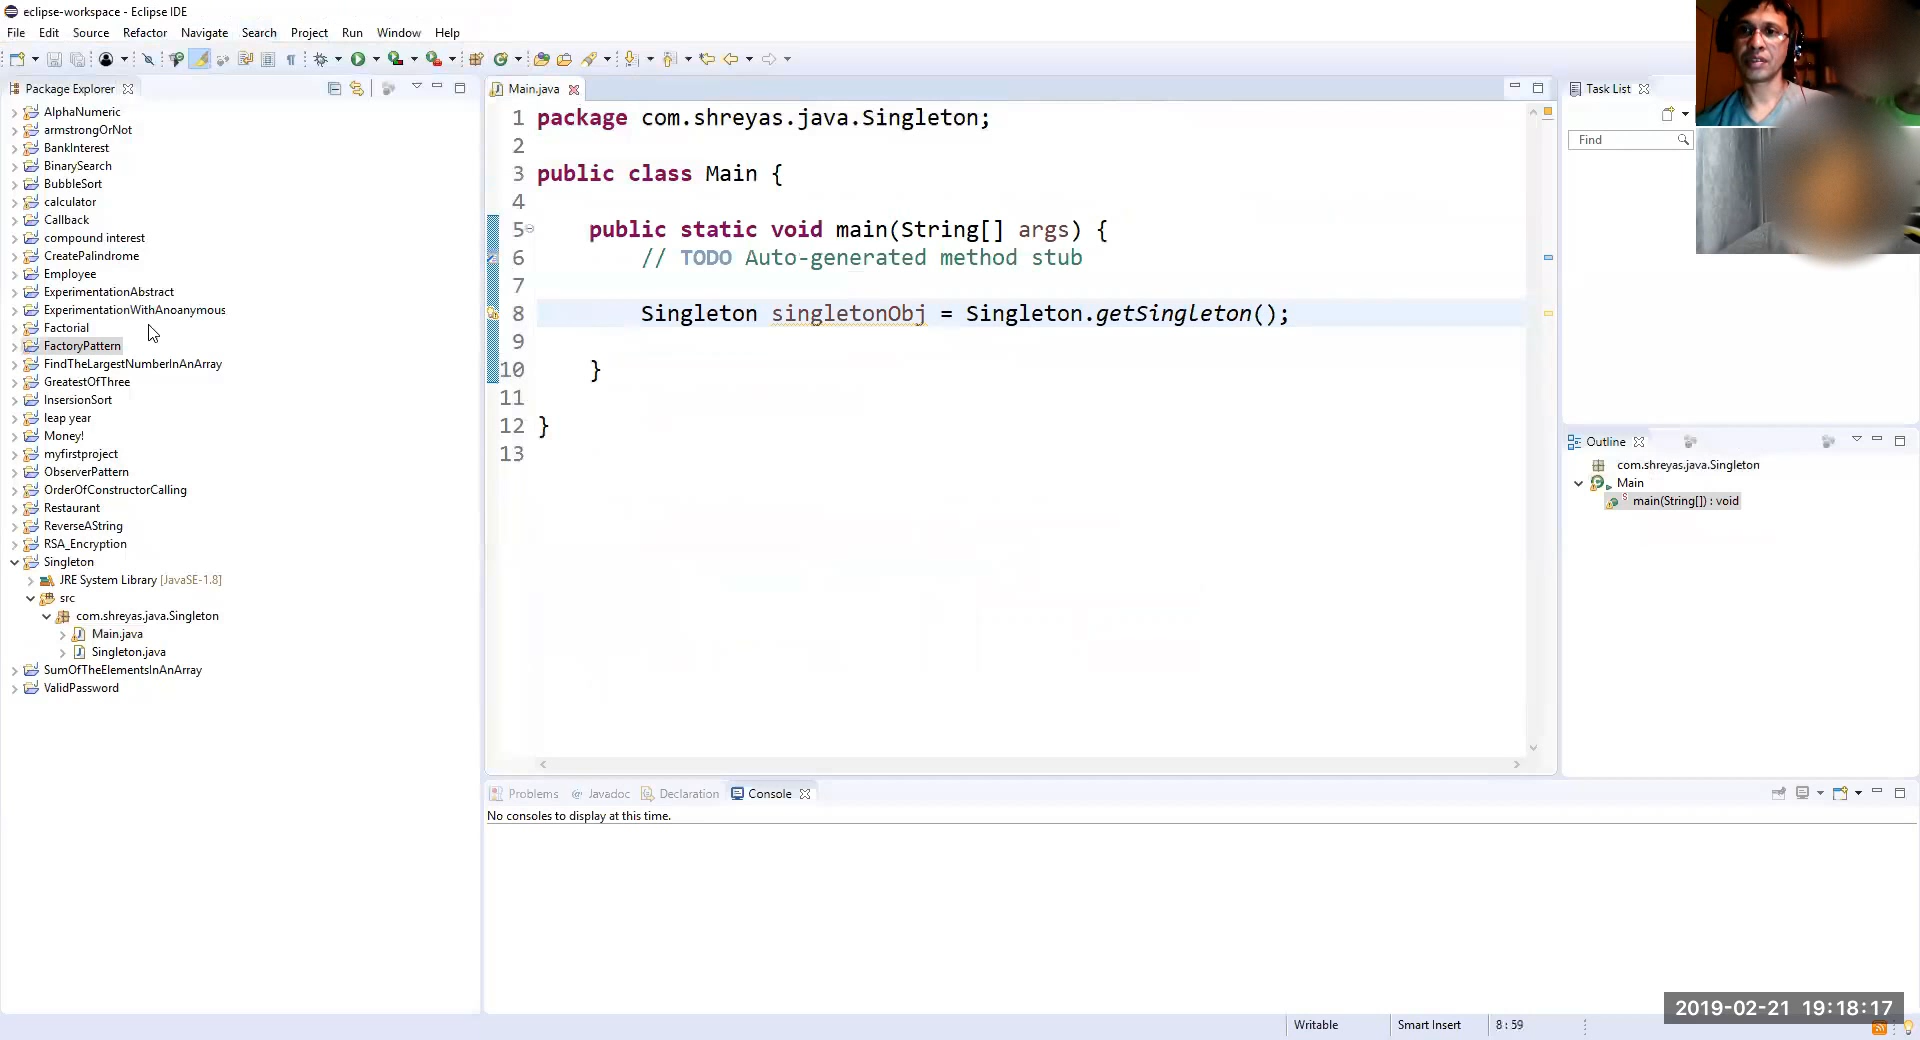 eclipse-workspace - Eclipse IDE
File Edit Source Refactor Navigate Search Project Run Window Help
Package Explorer
AlphaNumeric
armstrongOrNot
BankInterest
BinarySearch
BubbleSort
calculator
Callback
compound interest
CreatePalindrome
Employee
ExperimentationAbstract
ExperimentationWithAnoanymous
Factorial
FactoryPattern
FindTheLargestNumberInAnArray
GreatestOfThree
InsersionSort
leap year
Money!
myfirstproject
ObserverPattern
OrderOfConstructorCalling
Restaurant
ReverseAString
RSA_Encryption
Singleton
JRE System Library [JavaSE-1.8]
src
com.shreyas.java.Singleton
Main.java
Singleton.java
SumOfTheElementsInAnArray
ValidPassword
Main.java
1 package com.shreyas.java.Singleton;
2
3 public class Main {
4
5 public static void main(String[] args) {
6 // TODO Auto-generated method stub
7
8 Singleton singletonObj = Singleton.getSingleton();
9
10 }
11
12 }
13
Task List
Find
Outline
com.shreyas.java.Singleton
Main
S main(String[]) : void
Problems @ Javadoc Declaration Console
No consoles to display at this time.
2019-02-21 19:18:17
Writable Smart Insert 8 : 59